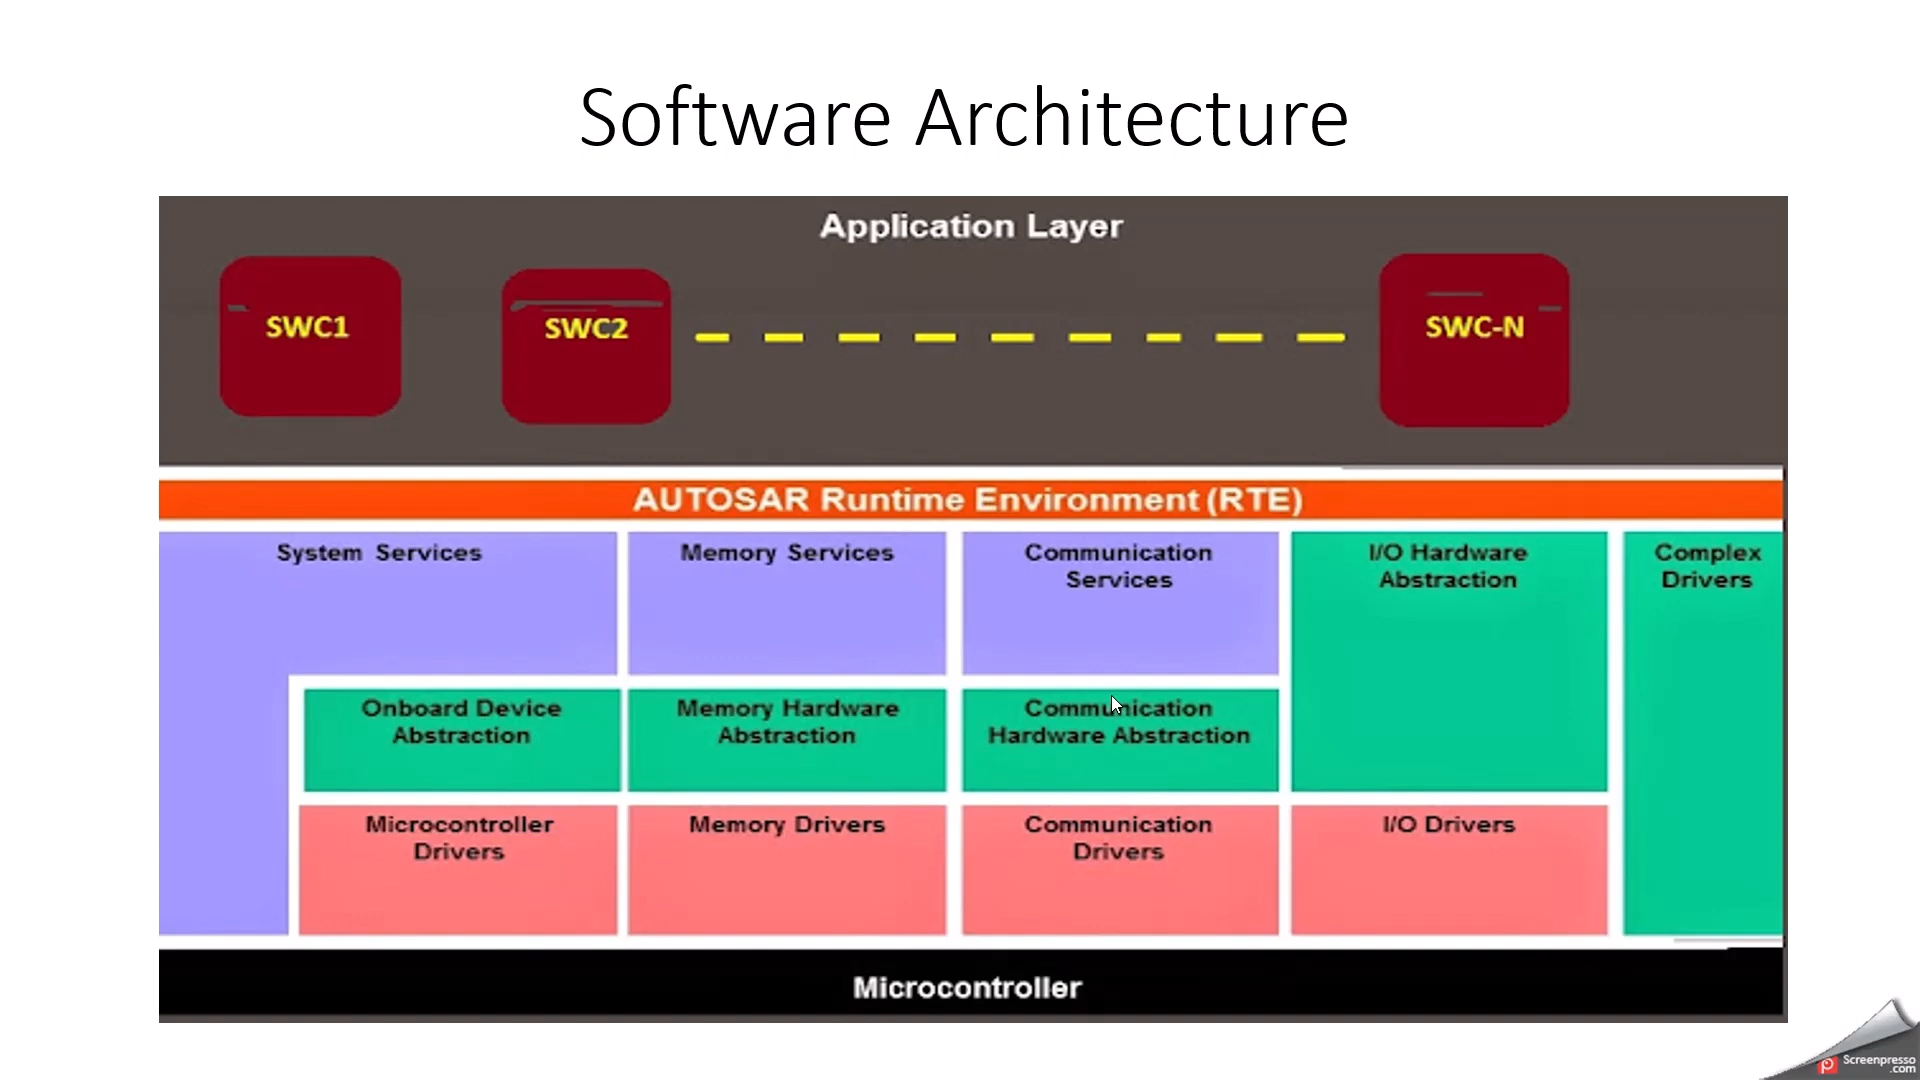 Software Architecture
Application Layer
SWC1
SWC2
SWC-N
AUTOSAR Runtime Environment (RTE)
System Services
Memory Services
Communication
Services
I/O Hardware
Abstraction
Complex
Drivers
Onboard Device
Abstraction
Memory Hardware
Abstraction
Communication
Hardware Abstraction
Microcontroller
Drivers
Memory Drivers
Communication
Drivers
I/O Drivers
Microcontroller
Screenpresso
.com